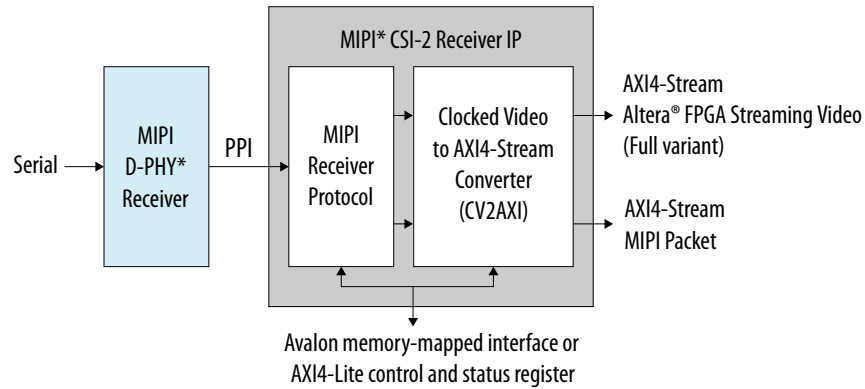 MIPI* CSI-2 Receiver IP
Serial
MIPI
D-PHY*
Receiver
PPI
MIPI
Receiver
Protocol
Clocked Video
to AXI4-Stream
Converter
(CV2AXI)
AXI4-Stream
Altera® FPGA Streaming Video
(Full variant)
AXI4-Stream
MIPI Packet
Avalon memory-mapped interface or
AXI4-Lite control and status register